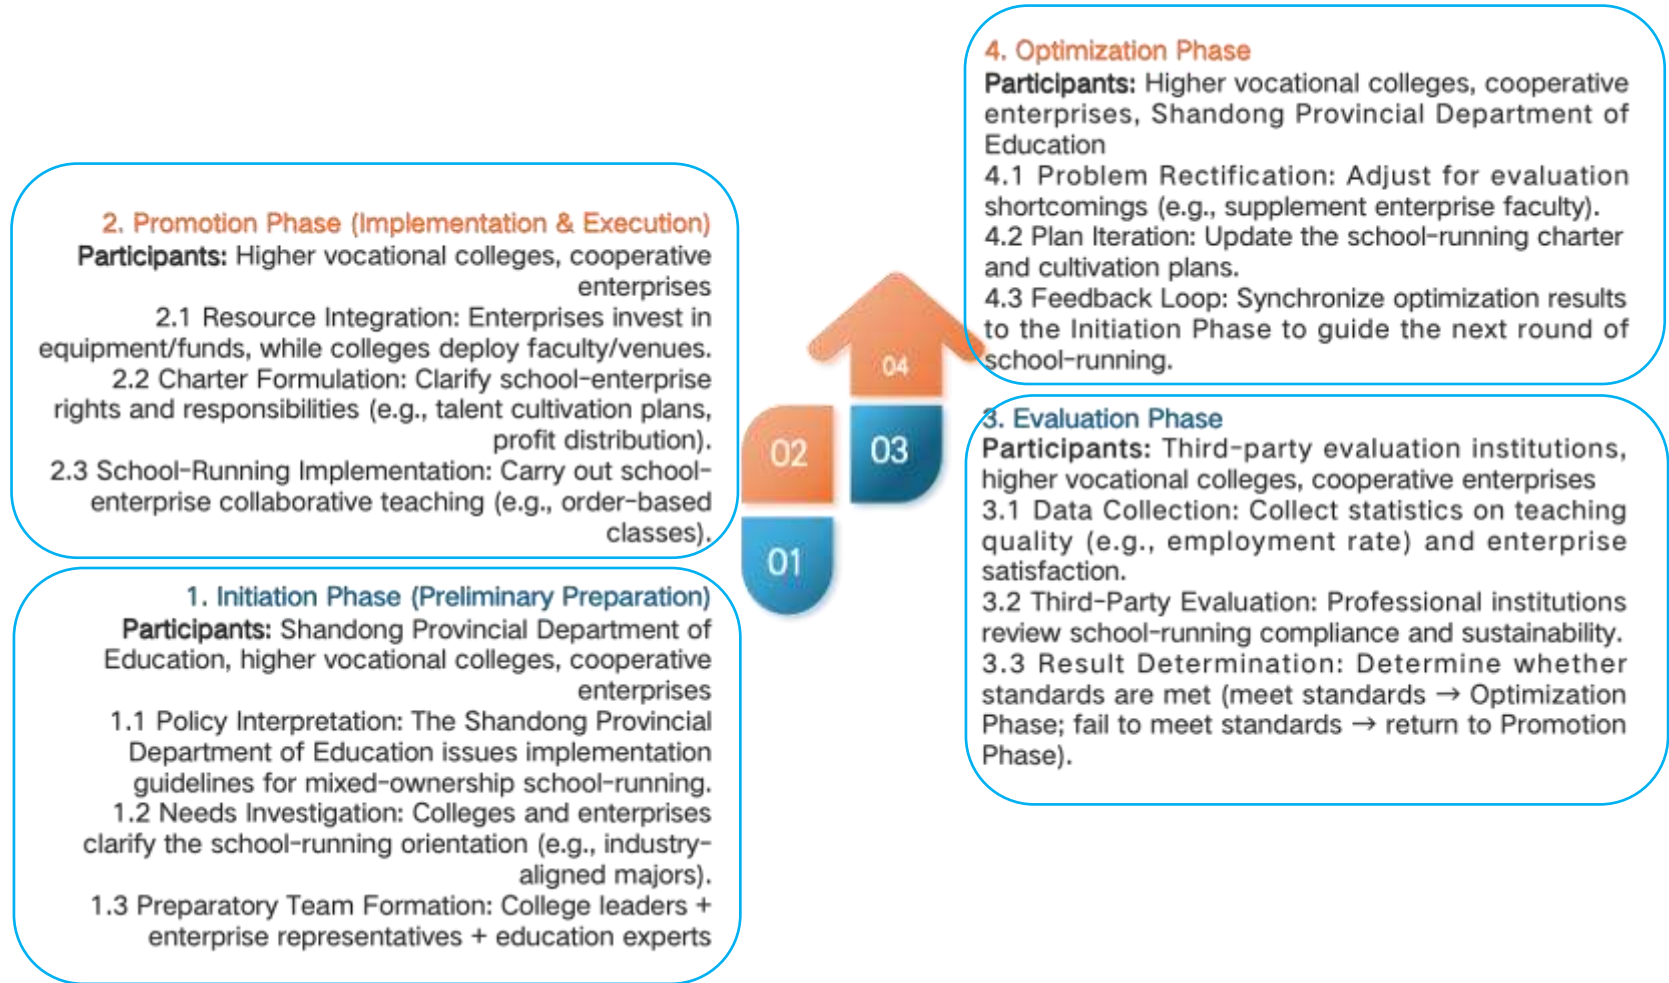 4. Optimization Phase
Participants: Higher vocational colleges, cooperative
enterprises, Shandong Provincial Department of
Education
4.1 Problem Rectification: Adjust for evaluation
shortcomings (e.g., supplement enterprise faculty).
4.2 Plan Iteration: Update the school-running charter
and cultivation plans.
4.3 Feedback Loop: Synchronize optimization results
to the Initiation Phase to guide the next round of
school-running.
2. Promotion Phase (Implementation & Execution)
Participants: Higher vocational colleges, cooperative
enterprises
2.1 Resource Integration: Enterprises invest in
equipment/funds, while colleges deploy faculty/venues.
2.2 Charter Formulation: Clarify school-enterprise
rights and responsibilities (e.g., talent cultivation plans,
profit distribution).
2.3 School-Running Implementation: Carry out school-
enterprise collaborative teaching (e.g., order-based
classes).
04
02
03
01
3. Evaluation Phase
Participants: Third-party evaluation institutions,
higher vocational colleges, cooperative enterprises
3.1 Data Collection: Collect statistics on teaching
quality (e.g., employment rate) and enterprise
satisfaction.
3.2 Third-Party Evaluation: Professional institutions
review school-running compliance and sustainability.
3.3 Result Determination: Determine whether
standards are met (meet standards → Optimization
Phase; fail to meet standards → return to Promotion
Phase).
1. Initiation Phase (Preliminary Preparation)
Participants: Shandong Provincial Department of
Education, higher vocational colleges, cooperative
enterprises
1.1 Policy Interpretation: The Shandong Provincial
Department of Education issues implementation
guidelines for mixed-ownership school-running.
1.2 Needs Investigation: Colleges and enterprises
clarify the school-running orientation (e.g., industry-
aligned majors).
1.3 Preparatory Team Formation: College leaders +
enterprise representatives + education experts